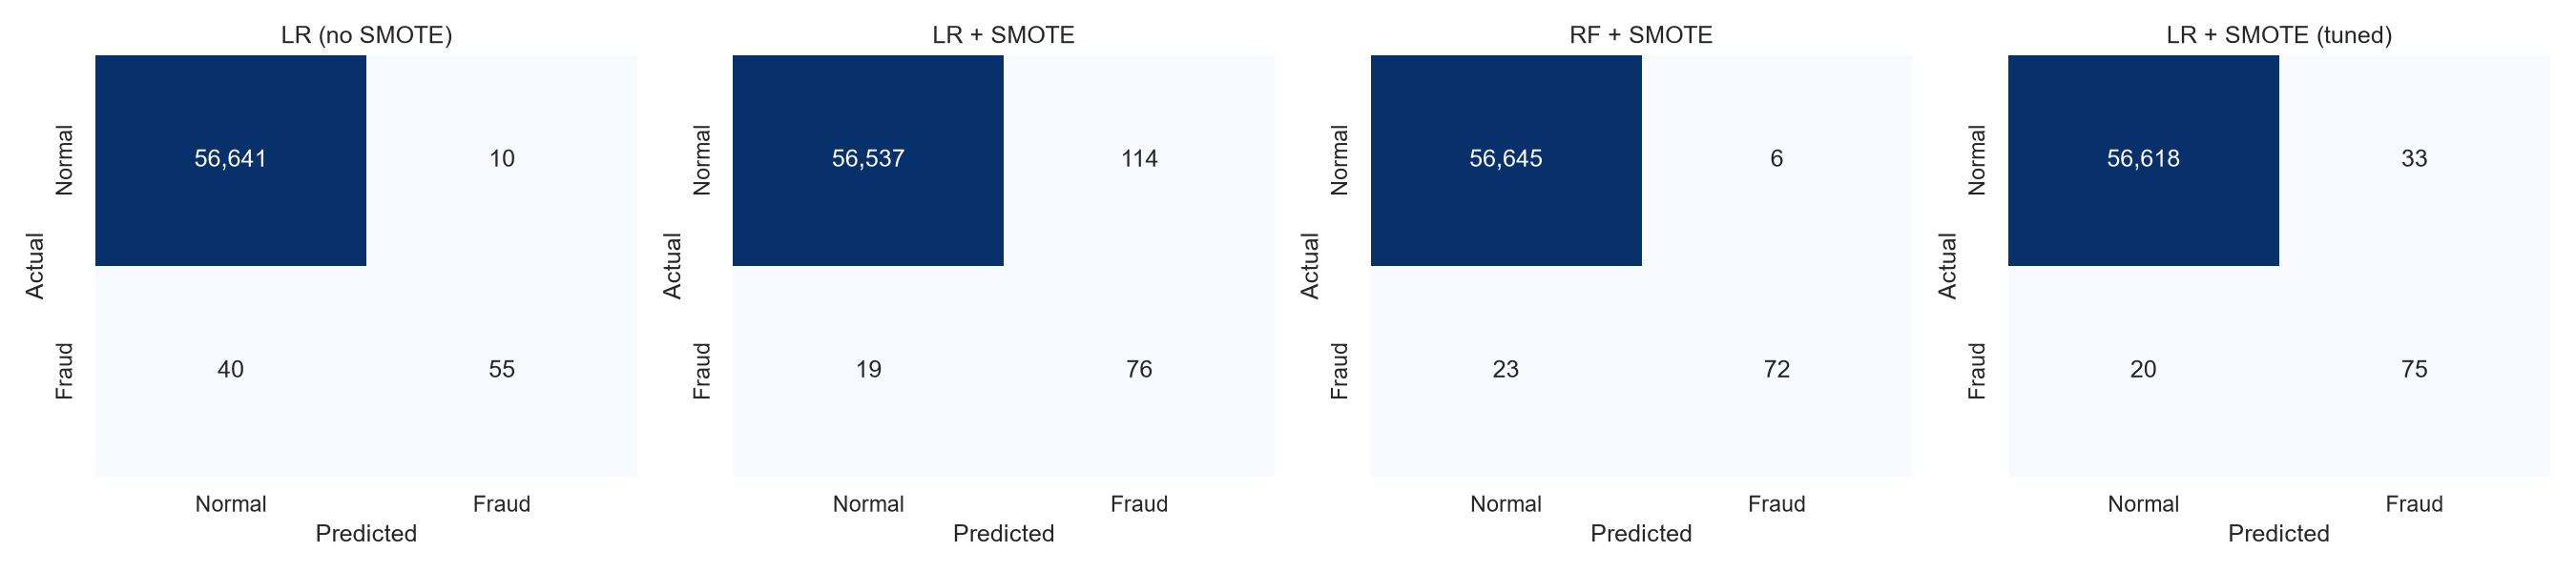 LR (no SMOTE)
Actual
Normal
Fraud
56,641
10
40
55
Normal
Fraud
Predicted
LR + SMOTE
Actual
Normal
Fraud
56,537
114
19
76
Normal
Fraud
Predicted
RF + SMOTE
Actual
Normal
Fraud
56,645
6
23
72
Normal
Fraud
Predicted
LR + SMOTE (tuned)
Actual
Normal
Fraud
56,618
33
20
75
Normal
Fraud
Predicted